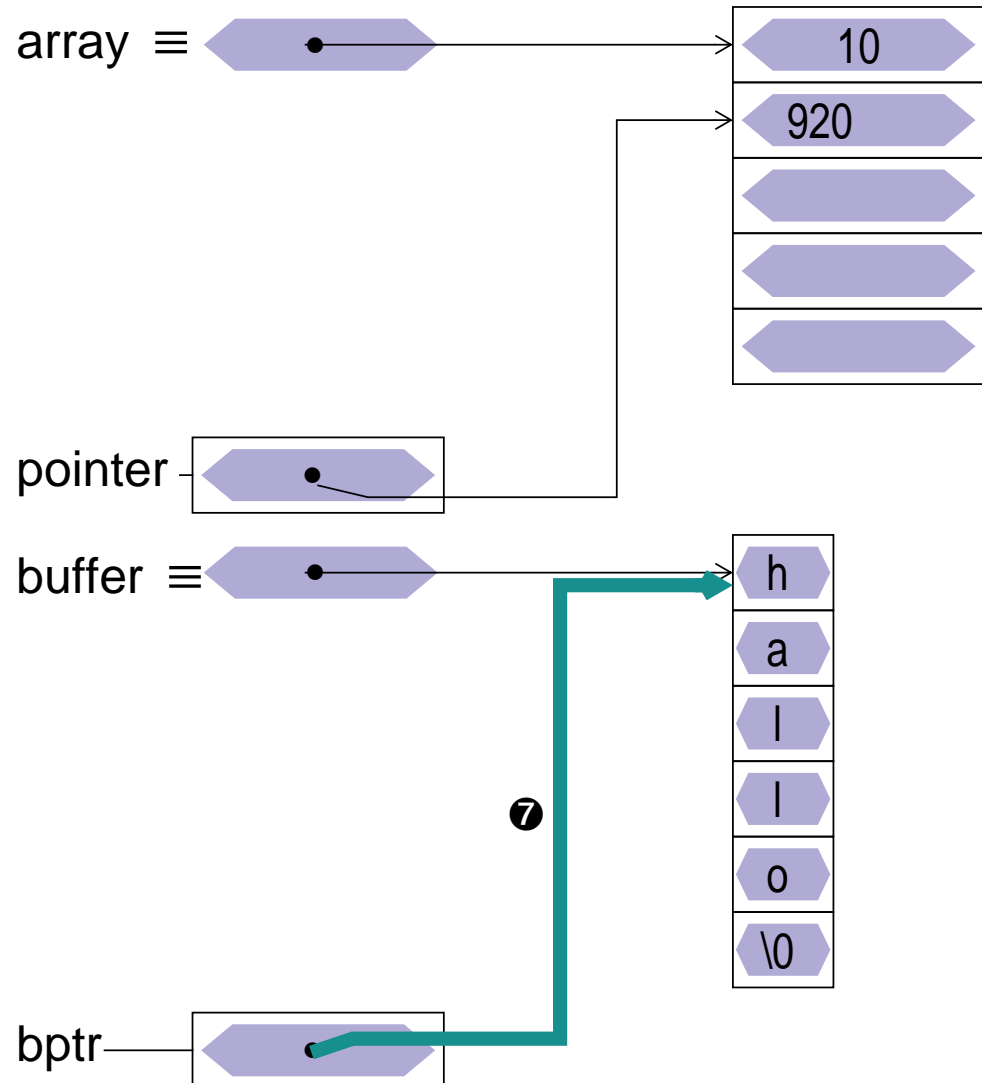 array ≡
10
920
pointer
buffer ≡
h
a
l
l
❼
o
\0
bptr